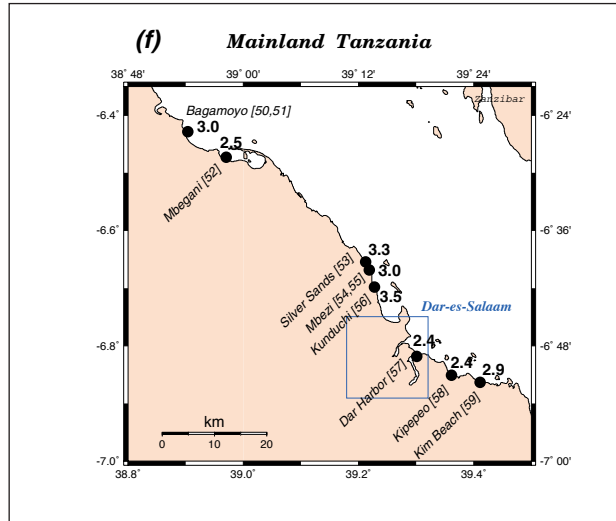 (f) Mainland Tanzania
38˚ 48' 39˚ 00' 39˚ 12' 39˚ 24'
Zanzibar
-6.4˚ -6˚ 24'
Bagamoyo [50,51]
3.0
2.5
Mbegani [52]
-6.6˚ -6˚ 36'
3.3
Silver Sands [53]
3.0
Mbezi [54,55]
3.5
Kunduchi [56]
Dar-es-Salaam
-6.8˚ -6˚ 48'
2.4
Dar Harbor [57]
2.4
Kipepeo [58]
2.9
Kim Beach [59]
km
0 10 20
-7.0˚ -7˚ 00'
38.8˚ 39.0˚ 39.2˚ 39.4˚